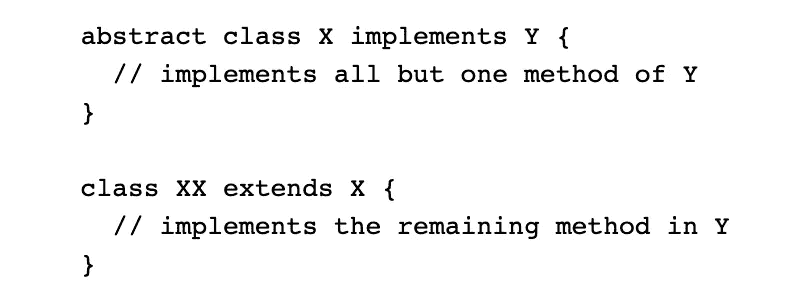 abstract class X implements Y {
  // implements all but one method of Y
}

class XX extends X {
  // implements the remaining method in Y
}